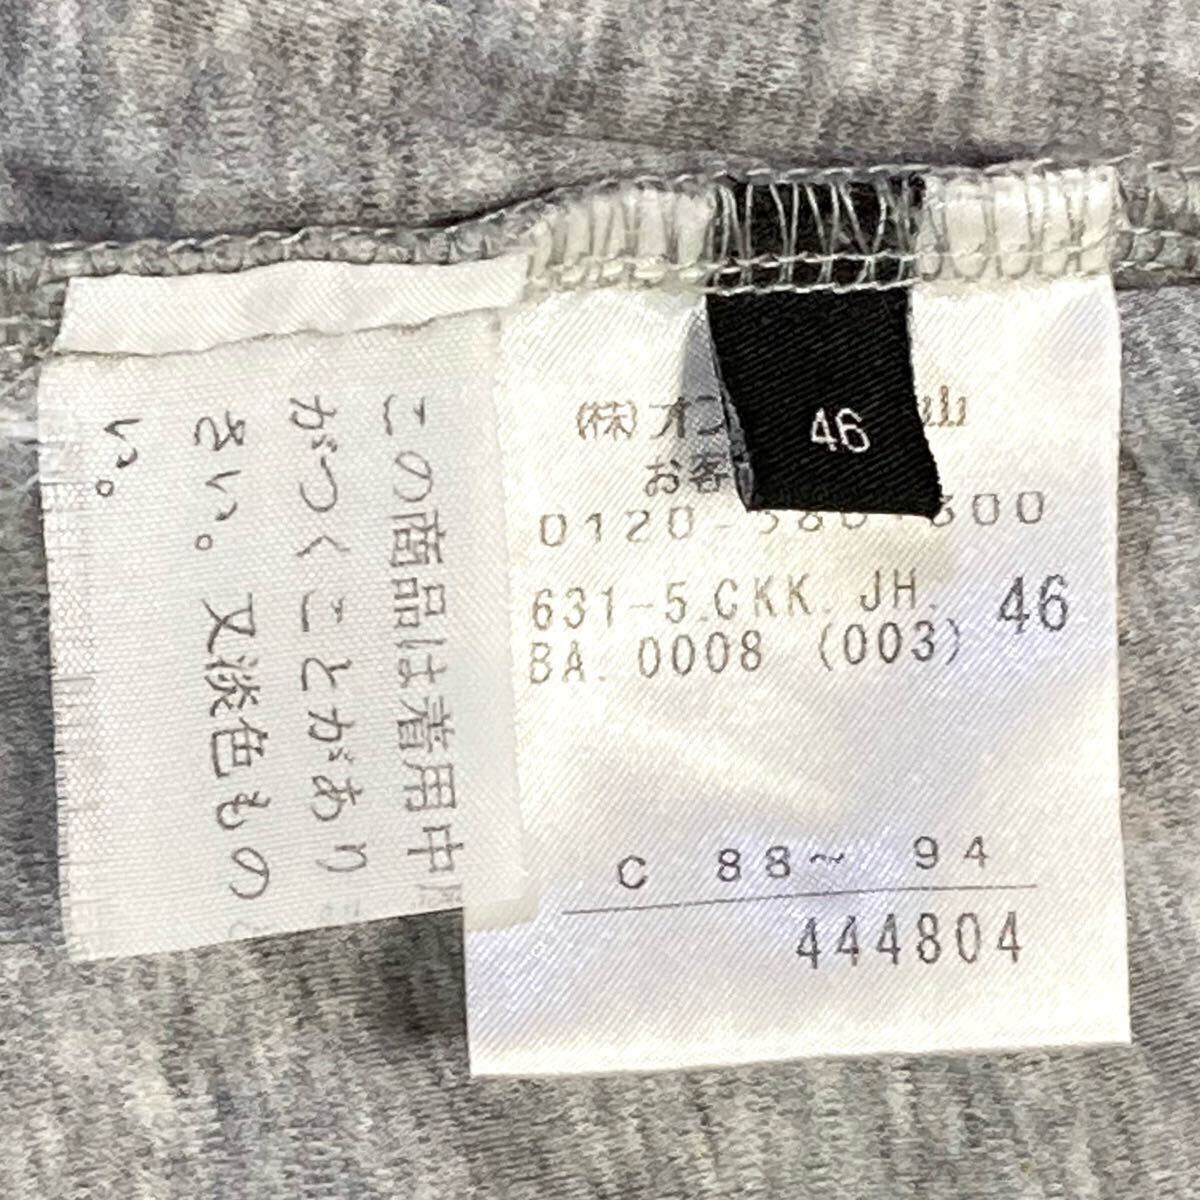 この商品は着用中
がつくことがあり
さい。又淡色もの
い。
46
(株)オン
山
お客
0120-
600
631-5.CKK.JH.
BA.0008 (003)
46
C 88～ 94
444804